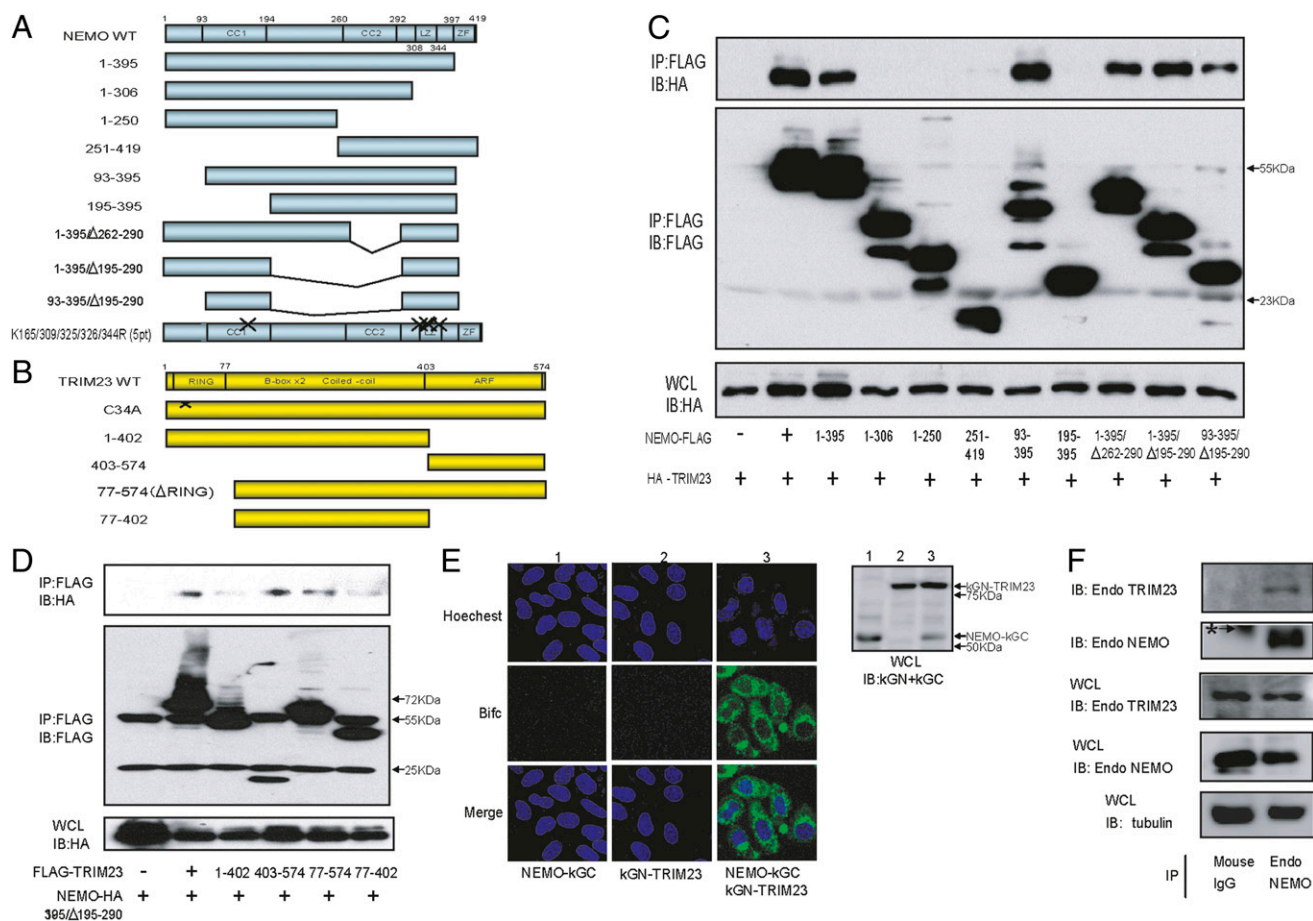 A
1 93 194 260 292 397 419
NEMO WT CC1 CC2 LZ ZF
308 344
1-395
1-306
1-250
251-419
93-395
195-395
1-395/Δ262-290
1-395/Δ195-290
93-395/Δ195-290
K165/309/325/326/344R (5pt) CC1 CC2 LZ ZF
B
1 77 403 574
TRIM23 WT RING B-box x2 Coiled -coil ARF
C34A
1-402
403-574
77-574(ΔRING)
77-402
C
IP:FLAG
IB:HA
IP:FLAG
IB:FLAG
55KDa
23KDa
WCL
IB:HA
NEMO-FLAG - + 1-395 1-306 1-250 251-419 93-395 195-395 1-395/Δ262-290 1-395/Δ195-290 93-395/Δ195-290
HA -TRIM23 + + + + + + + + + + +
D
IP:FLAG
IB:HA
IP:FLAG
IB:FLAG
72KDa
55KDa
25KDa
WCL
IB:HA
FLAG-TRIM23 - + 1-402 403-574 77-574 77-402
NEMO-HA + + + + + +
395/Δ195-290
E
1 2 3
Hoechest
Bifc
Merge
NEMO-kGC kGN-TRIM23 NEMO-kGC
kGN-TRIM23
1 2 3
kGN-TRIM23
75KDa
NEMO-kGC
50KDa
WCL
IB:kGN+kGC
F
IB: Endo TRIM23
IB: Endo NEMO
*
WCL
IB: Endo TRIM23
WCL
IB: Endo NEMO
WCL
IB: tubulin
IP Mouse IgG Endo NEMO